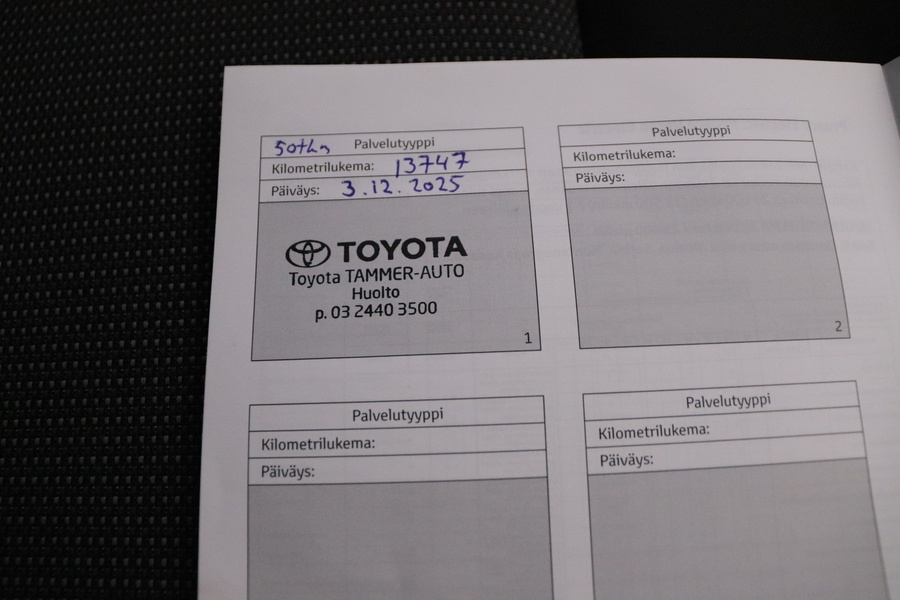 50tkm Palvelutyyppi
Kilometrilukema: 13747
Päiväys: 3.12.2025
TOYOTA
Toyota TAMMER-AUTO
Huolto
p. 03 2440 3500
1
Palvelutyyppi
Kilometrilukema:
Päiväys:
2
Palvelutyyppi
Kilometrilukema:
Päiväys:
Palvelutyyppi
Kilometrilukema:
Päiväys: